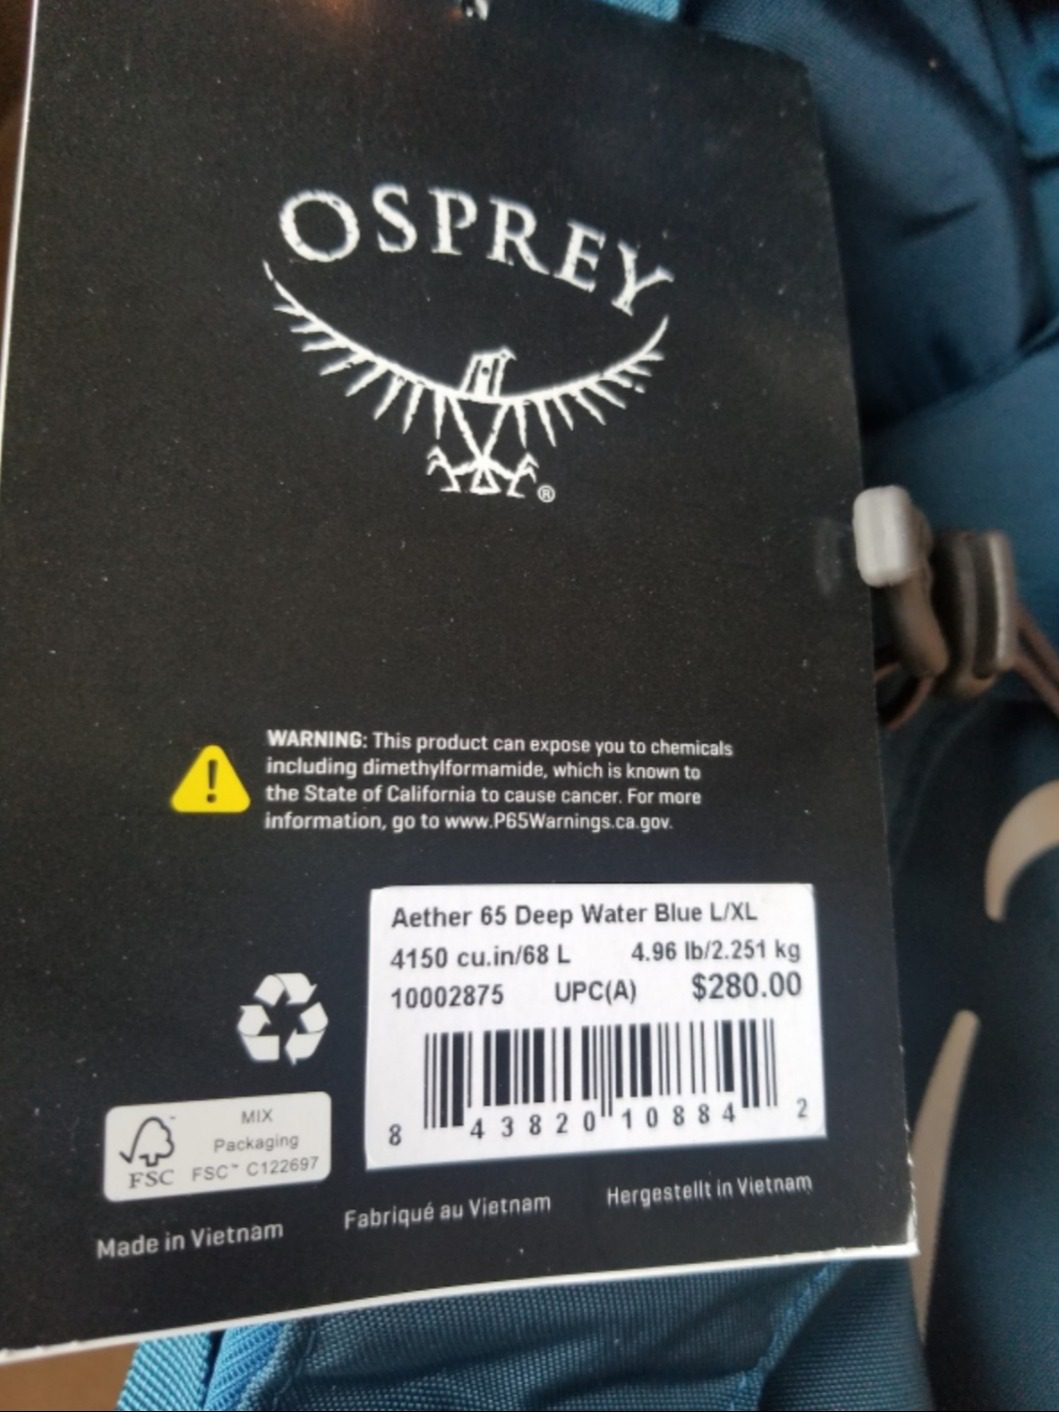 OSPREY
®
WARNING: This product can expose you to chemicals
including dimethylformamide, which is known to
the State of California to cause cancer. For more
information, go to www.P65Warnings.ca.gov.
Aether 65 Deep Water Blue L/XL
4150 cu.in/68 L 4.96 lb/2.251 kg
10002875 UPC(A) $280.00
8 43820 10884 2
MIX
Packaging
FSC™ C122697
FSC
Made in Vietnam Fabriqué au Vietnam Hergestellt in Vietnam